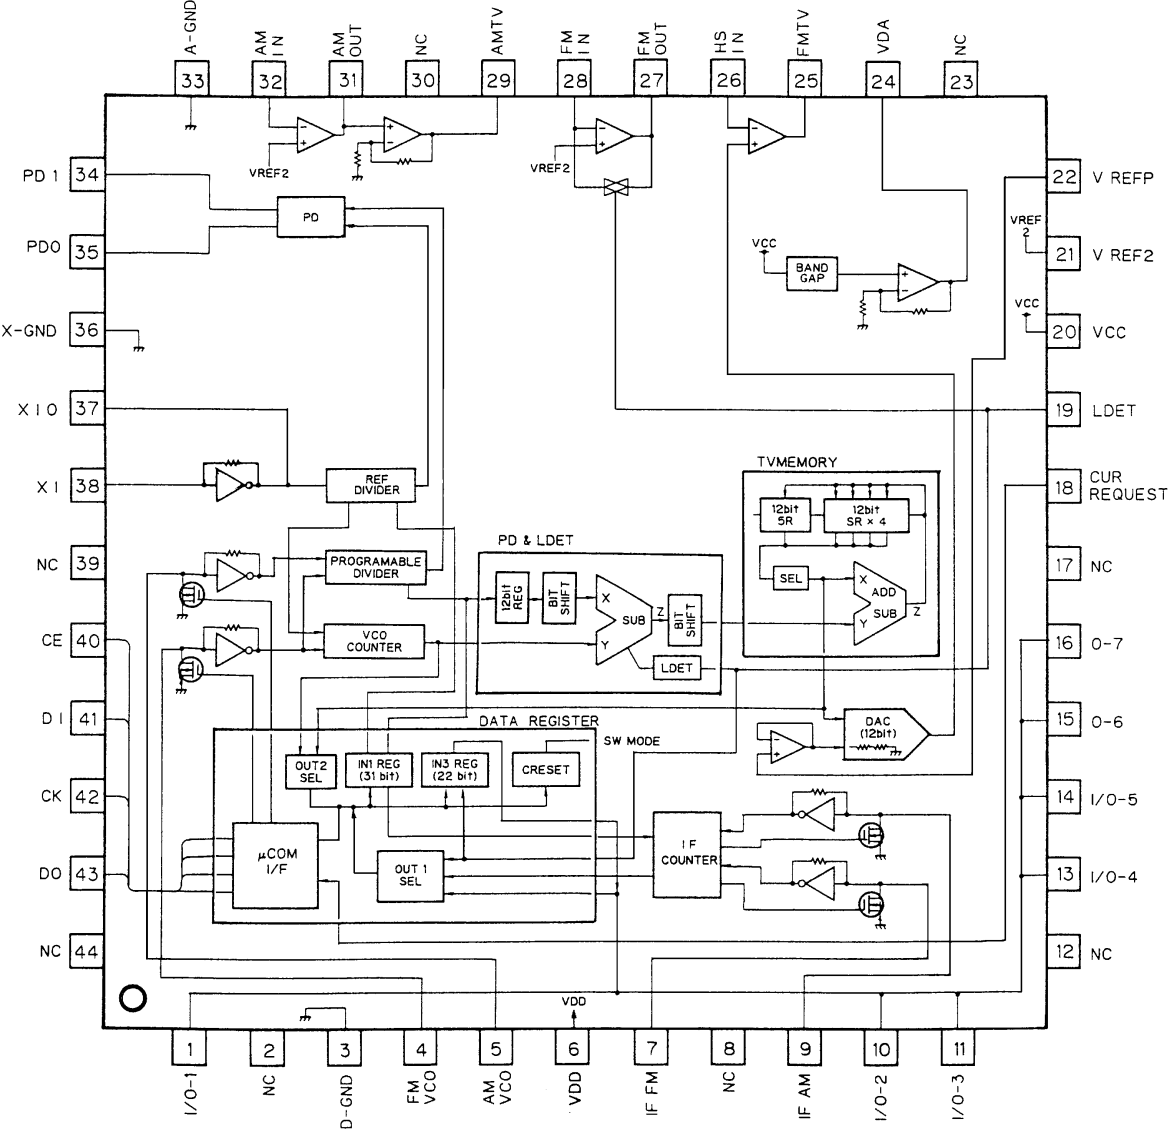 A-GND
AM IN
AM OUT
NC
AMTV
FM IN
FM OUT
HS IN
FMTV
VDA
NC
33
32
31
30
29
28
27
26
25
24
23
-
+
VREF2
+
-
-
+
VREF2
-
+
PD1
34
PD
22
V REFP
PDO
35
VCC
BAND
GAP
+
-
VREF
2
21
V REF2
X-GND
36
VCC
20
VCC
XIO
37
19
LDET
XI
38
REF
DIVIDER
TVMEMORY
12bit
SR
12bit
SR × 4
18
CUR
REQUEST
NC
39
PROGRAMABLE
DIVIDER
PD & LDET
12bit
REG
BIT
SHIFT
X
Y
SUB
Z
BIT
SHIFT
LDET
SEL
X
Y
ADD
SUB
Z
17
NC
CE
40
VCO
COUNTER
16
O-7
DI
41
DATA REGISTER
SW MODE
OUT2
SEL
IN1 REG
(31 bit)
IN3 REG
(22 bit)
CRESET
-
+
DAC
(12bit)
15
O-6
CK
42
14
I/O-5
μCOM
I/F
OUT 1
SEL
IF
COUNTER
DO
43
13
I/O-4
NC
44
12
NC
VDD
1
2
3
4
5
6
7
8
9
10
11
I/O-1
NC
D-GND
FM VCO
AM VCO
VDD
IF FM
NC
IF AM
I/O-2
I/O-3